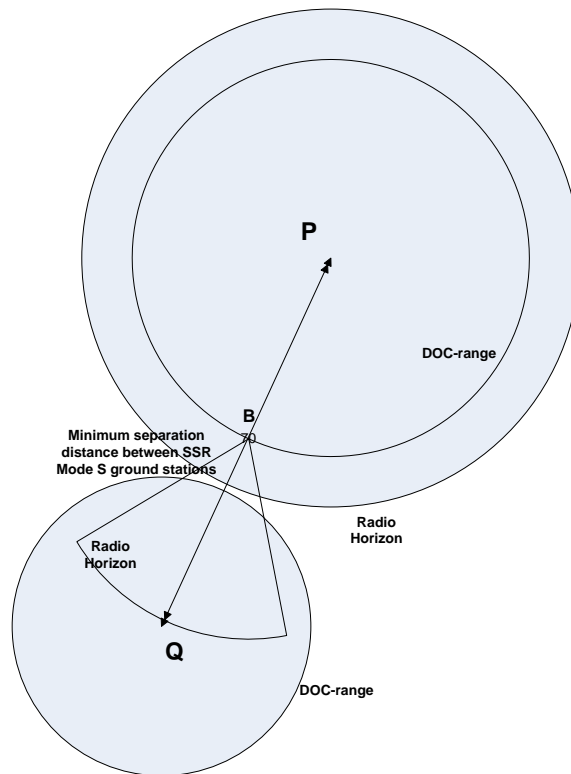 P
DOC-range
B
70
Minimum separation
distance between SSR
Mode S ground stations
Radio
Horizon
Radio
Horizon
Q
DOC-range